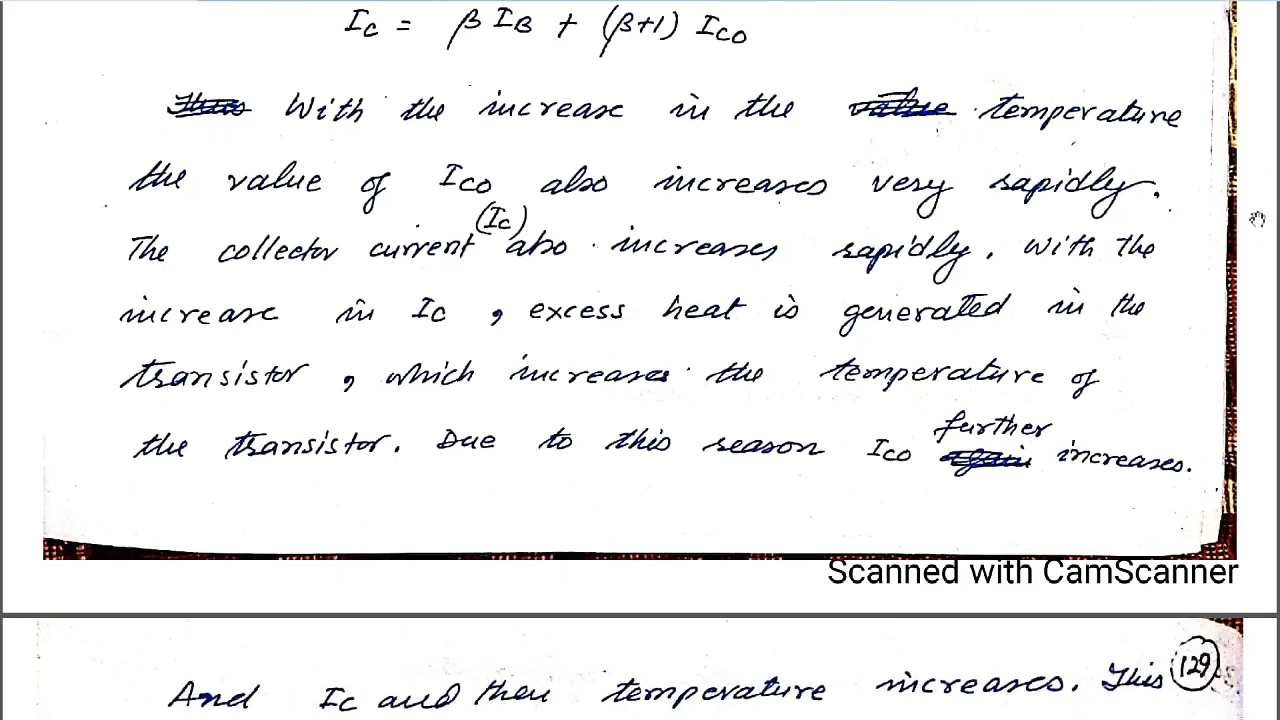 Ic = β IB + (β+1) Ico
With the increase in the temperature
the value of Ico also increases very rapidly.
The collector current (Ic) also increases rapidly. With the
increase in Ic, excess heat is generated in the
transistor, which increases the temperature of
the transistor. Due to this reason Ico further increases.
Scanned with CamScanner
129
And Ic and then temperature increases. This